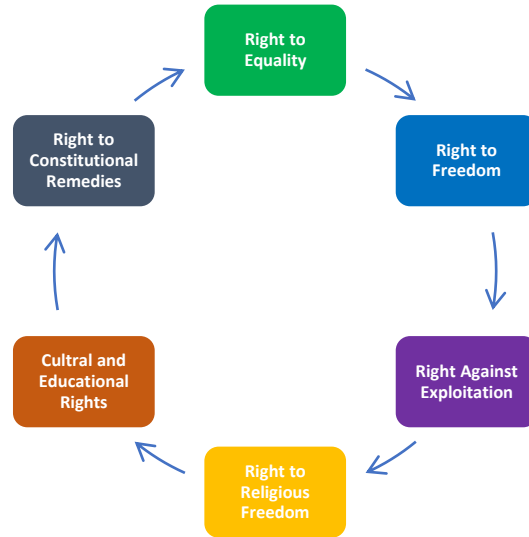 Right to
Equality
Right to
Freedom
Right Against
Exploitation
Right to
Religious
Freedom
Cultral and
Educational
Rights
Right to
Constitutional
Remedies